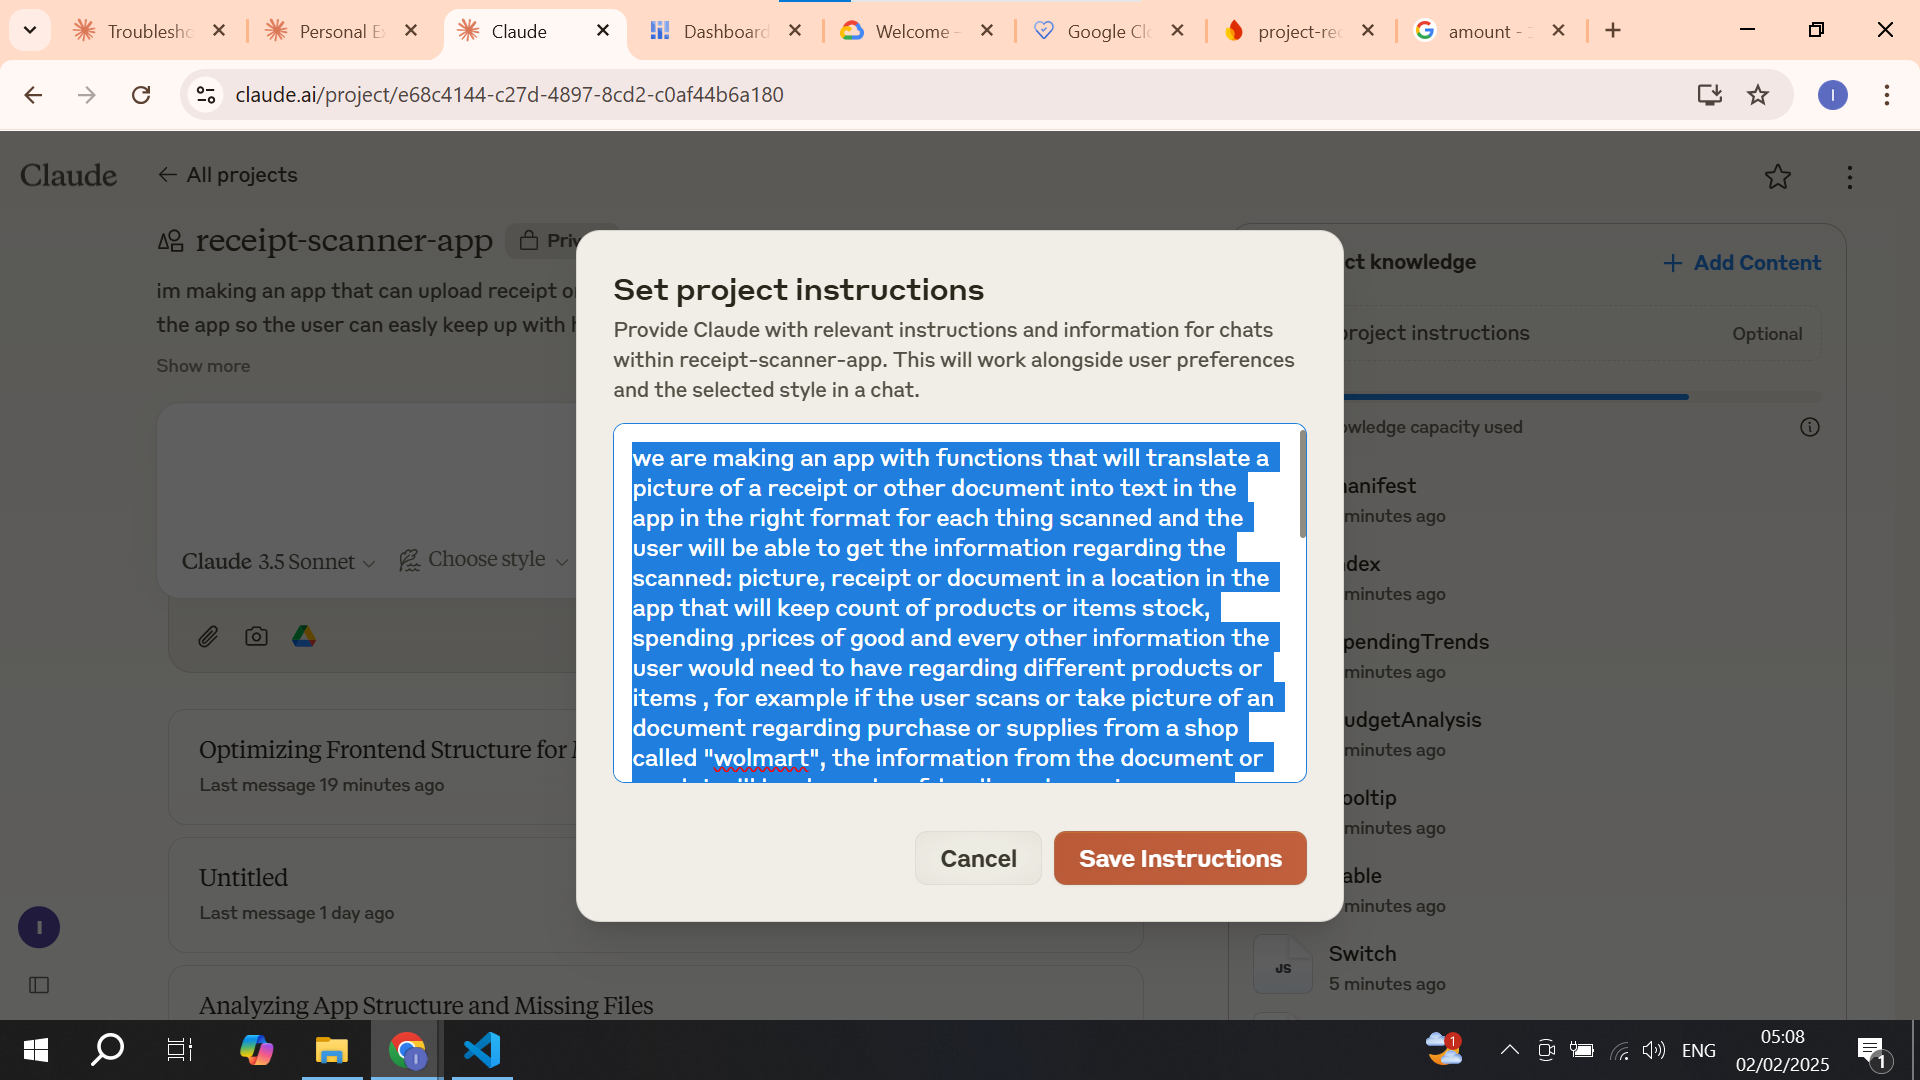 Troublesho
Personal E
Claude
Dashboard
Welcome -
Google Clo
project-rec
amount -
claude.ai/project/e68c4144-c27d-4897-8cd2-c0af44b6a180
I
Claude
All projects
receipt-scanner-app
Priv
im making an app that can upload receipt or
the app so the user can easly keep up with h
Show more
Claude 3.5 Sonnet
Choose style
Optimizing Frontend Structure for
Last message 19 minutes ago
Untitled
Last message 1 day ago
Analyzing App Structure and Missing Files
I
Set project instructions
Provide Claude with relevant instructions and information for chats
within receipt-scanner-app. This will work alongside user preferences
and the selected style in a chat.
we are making an app with functions that will translate a
picture of a receipt or other document into text in the
app in the right format for each thing scanned and the
user will be able to get the information regarding the
scanned: picture, receipt or document in a location in the
app that will keep count of products or items stock,
spending ,prices of good and every other information the
user would need to have regarding different products or
items , for example if the user scans or take picture of an
document regarding purchase or supplies from a shop
called "wolmart", the information from the document or
Cancel
Save Instructions
ct knowledge
Add Content
project instructions
Optional
owledge capacity used
anifest
minutes ago
ndex
minutes ago
pendingTrends
minutes ago
udgetAnalysis
minutes ago
ooltip
minutes ago
able
minutes ago
JS
Switch
5 minutes ago
1
ENG
05:08
02/02/2025
1